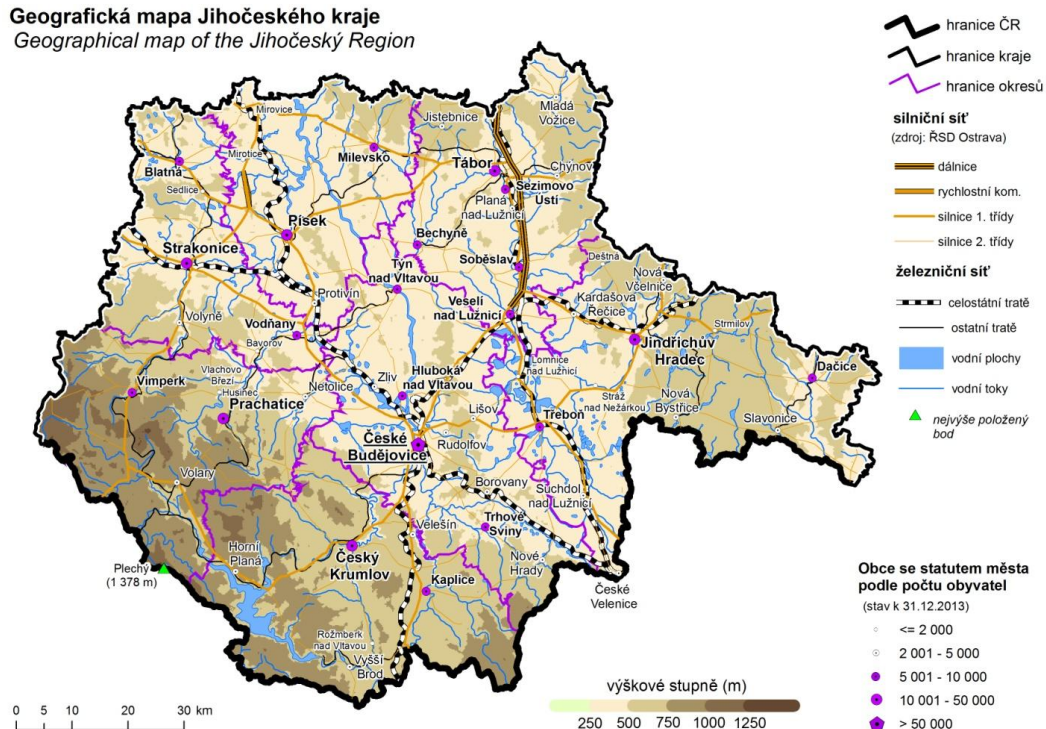 Geografická mapa Jihočeského kraje
Geographical map of the Jihočeský Region
hranice ČR
hranice kraje
hranice okresů
silniční síť
(zdroj: ŘSD Ostrava)
dálnice
rychlostní kom.
silnice 1. třídy
silnice 2. třídy
železniční síť
celostátní tratě
ostatní tratě
vodní plochy
vodní toky
nejvýše položený
bod
Mirovice
Jistebnice
Mladá
Vožice
Mirotice
Milevsko
Tábor
Chýnov
Blatná
Sedlice
Sezimovo
Ústí
Planá
nad Lužnicí
Písek
Bechyně
Strakonice
Soběslav
Deštná
Týn
nad Vltavou
Nová
Včelnice
Kardašova
Řečice
Protivín
Veselí
nad Lužnicí
Volyně
Vodňany
Bavorov
Strmilov
Jindřichův
Hradec
Lomnice
nad Lužnicí
Dačice
Vimperk
Vlachovo
Březí
Husinec
Netolice
Zliv
Hluboká
nad Vltavou
Stráž
nad Nežárkou
Nová
Bystřice
Prachatice
Lišov
Třeboň
Slavonice
České
Budějovice
Rudolfov
Volary
Borovany
Suchdol
nad Lužnicí
Velešín
Trhové
Sviny
Horní
Planá
Český
Krumlov
Nové
Hrady
Plechý
(1 378 m)
Kaplice
České
Velenice
Rožmberk
nad Vltavou
Vyšší
Brod
Obce se statutem města
podle počtu obyvatel
(stav k 31.12.2013)
<= 2 000
2 001 - 5 000
5 001 - 10 000
10 001 - 50 000
> 50 000
výškové stupně (m)
250 500 750 1000 1250
0 5 10 20 30 km